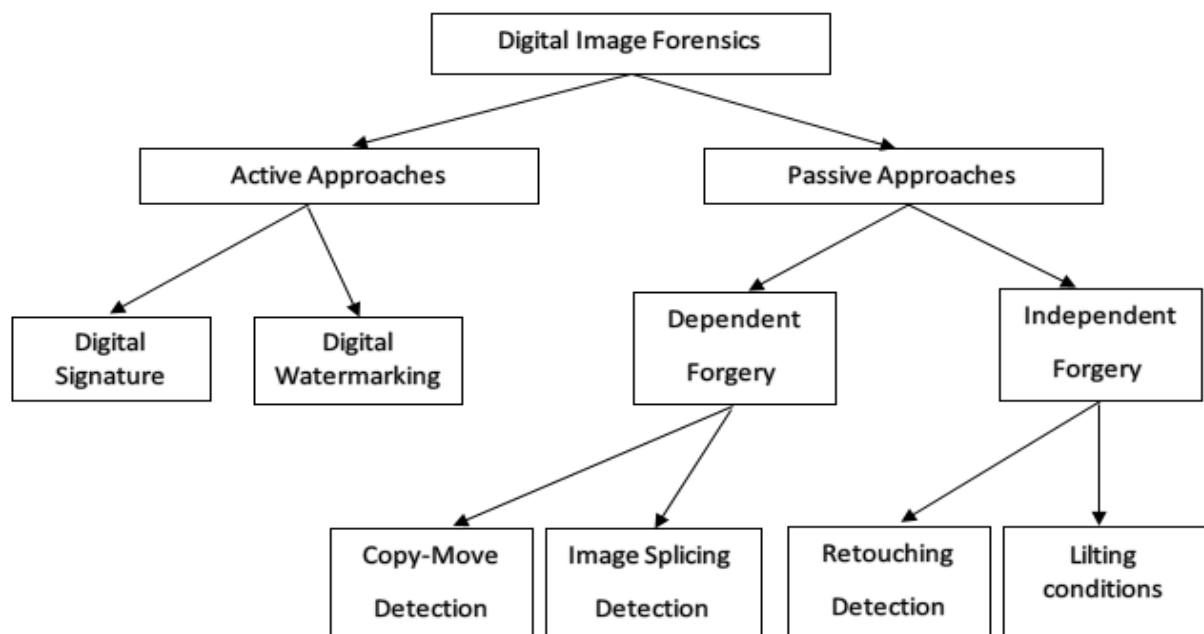 Digital Image Forensics
Active Approaches
Passive Approaches
Digital
Signature
Digital
Watermarking
Dependent
Forgery
Independent
Forgery
Copy-Move
Detection
Image Splicing
Detection
Retouching
Detection
Lilting
conditions